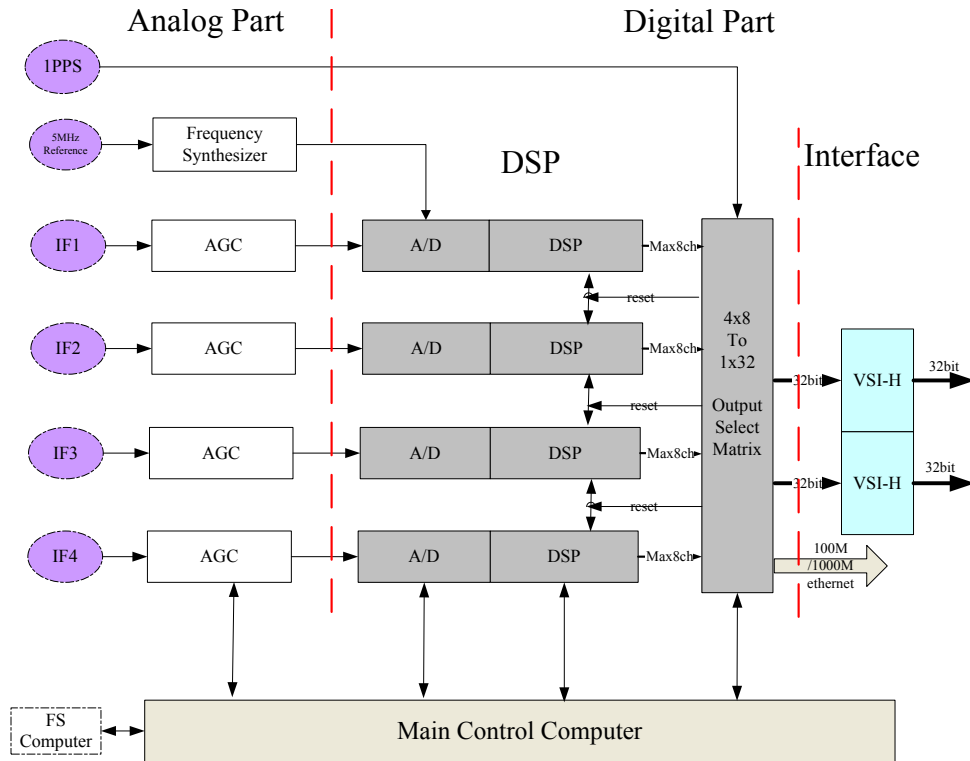 Analog Part
Digital Part
1PPS
5MHz
Reference
Frequency
Synthesizer
DSP
Interface
IF1
AGC
A/D
DSP
Max8ch
reset
IF2
AGC
A/D
DSP
Max8ch
reset
IF3
AGC
A/D
DSP
Max8ch
reset
IF4
AGC
A/D
DSP
Max8ch
4x8
To
1x32
Output
Select
Matrix
32bit
VSI-H
32bit
32bit
VSI-H
32bit
100M
/1000M
ethernet
FS
Computer
Main Control Computer